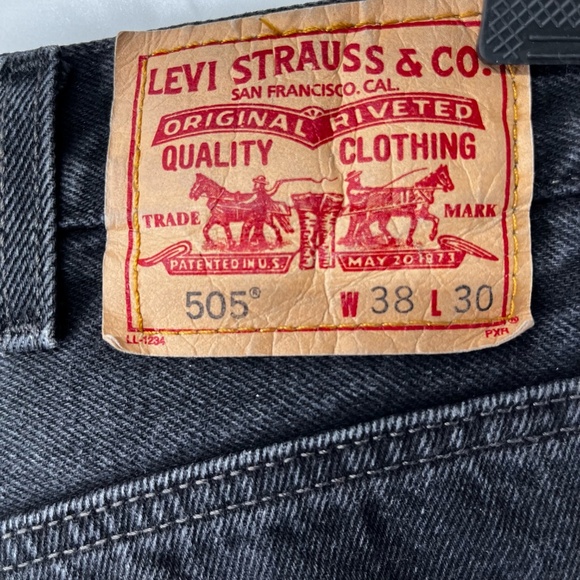 LEVI STRAUSS & CO.
SAN FRANCISCO. CAL.
ORIGINAL RIVETED
QUALITY CLOTHING
TRADE MARK
PATENTED IN U.S. MAY 20 1873
505® W 38 L 30
LL-1234 PXR®